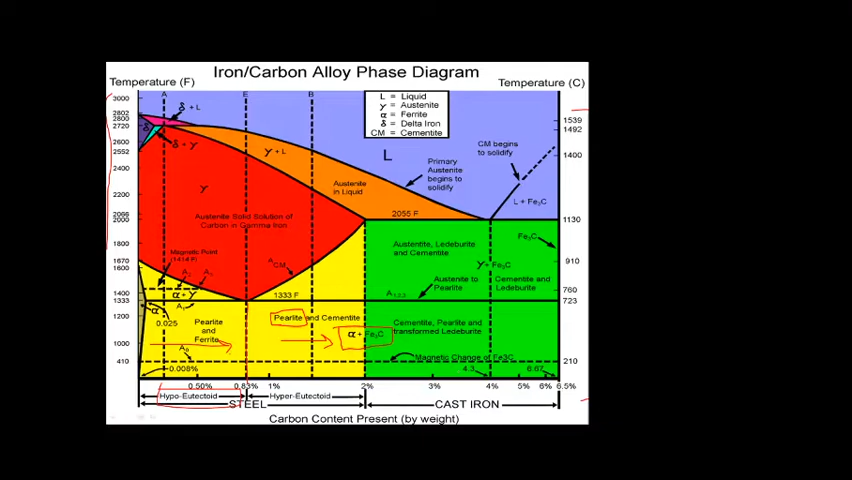 Iron/Carbon Alloy Phase Diagram
Temperature (F)
Temperature (C)
3000
2802
2800
2720
2600
2552
2400
2200
2066
2000
1800
1670
1600
1400
1333
1200
1000
410
A
E
B
δ + L
δ
δ + γ
γ + L
γ
L
L = Liquid
γ = Austenite
α = Ferrite
δ = Delta Iron
CM = Cementite
CM begins
to solidify
Primary
Austenite
begins to
solidify
Austenite
in Liquid
L + Fe3C
2055 F
Austenite Solid Solution of
Carbon in Gamma Iron
Magnetic Point
(1414 F)
A2
A3
ACM
α + γ
A1
1333 F
α
0.025
Austenite, Ledeburite
and Cementite
Fe3C
γ + Fe3C
Austenite to
Pearlite
Cementite and
Ledeburite
A1,2,3
Pearlite
and
Ferrite
A0
Pearlite and Cementite
α + Fe3C
Cementite, Pearlite and
transformed Ledeburite
Magnetic Change of Fe3C
0.008%
4.3
6.67
1539
1492
1400
1130
910
760
723
210
0.50%
0.83%
1%
2%
3%
4%
5%
6%
6.5%
Hypo-Eutectoid
Hyper-Eutectoid
STEEL
CAST IRON
Carbon Content Present (by weight)